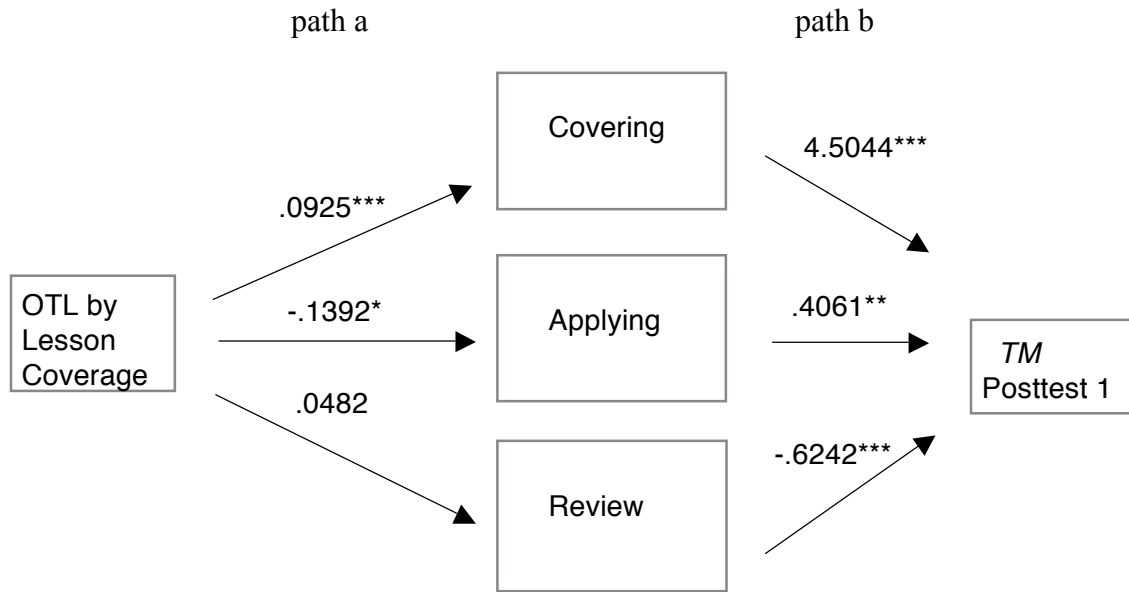 path a
path b
Covering
4.5044***
.0925***
OTL by
Lesson
Coverage
-.1392*
Applying
.4061**
TM
Posttest 1
.0482
Review
-.6242***